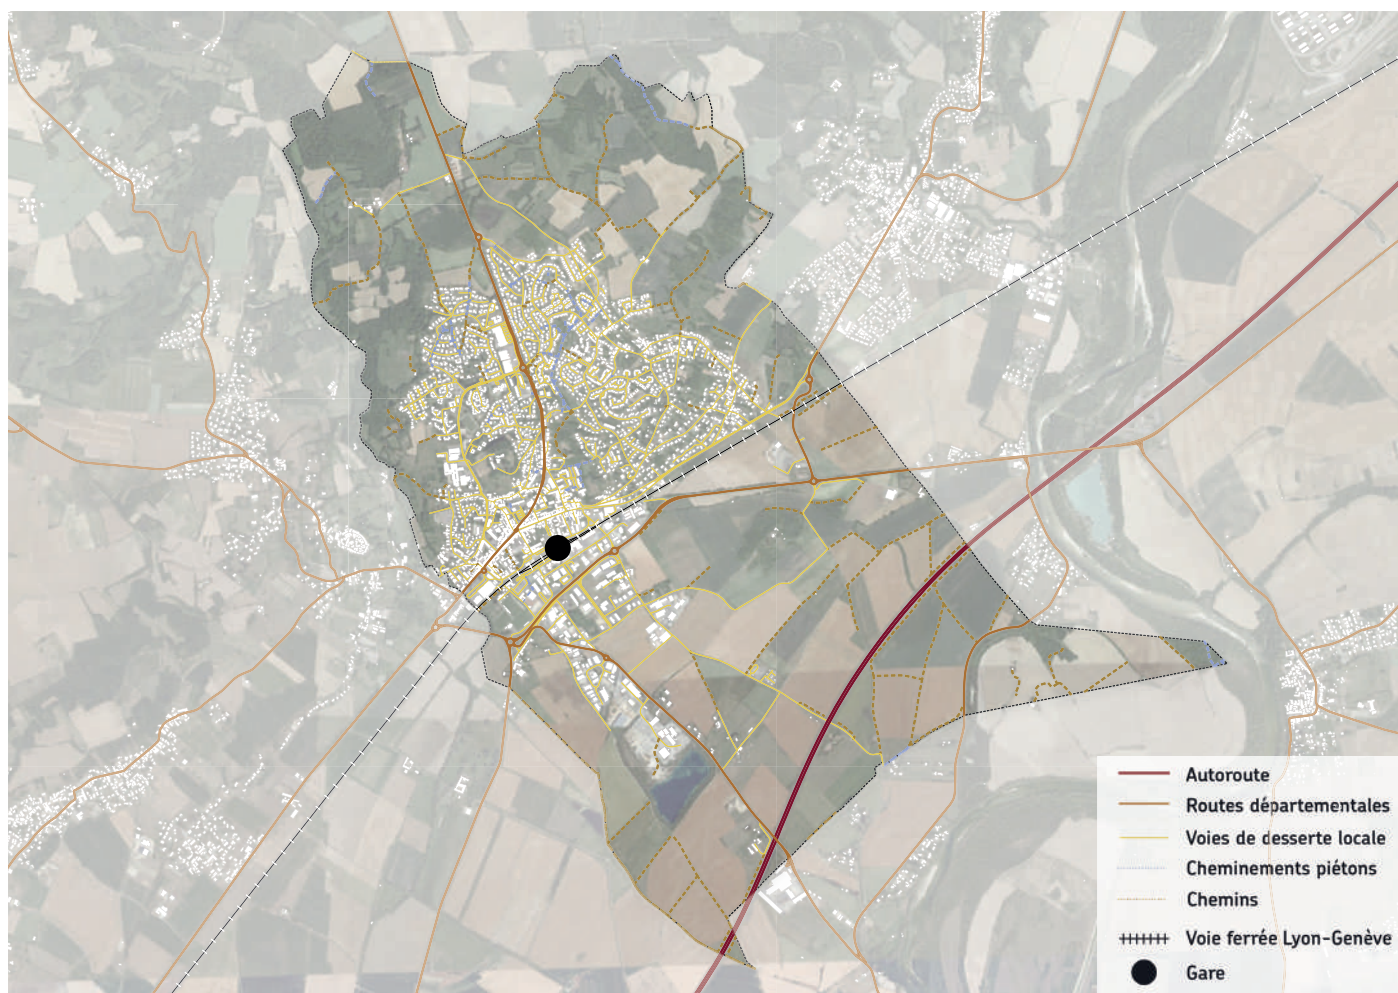 Autoroute
Routes départementales
Voies de desserte locale
Cheminements piétons
Chemins
Voie ferrée Lyon-Genève
Gare